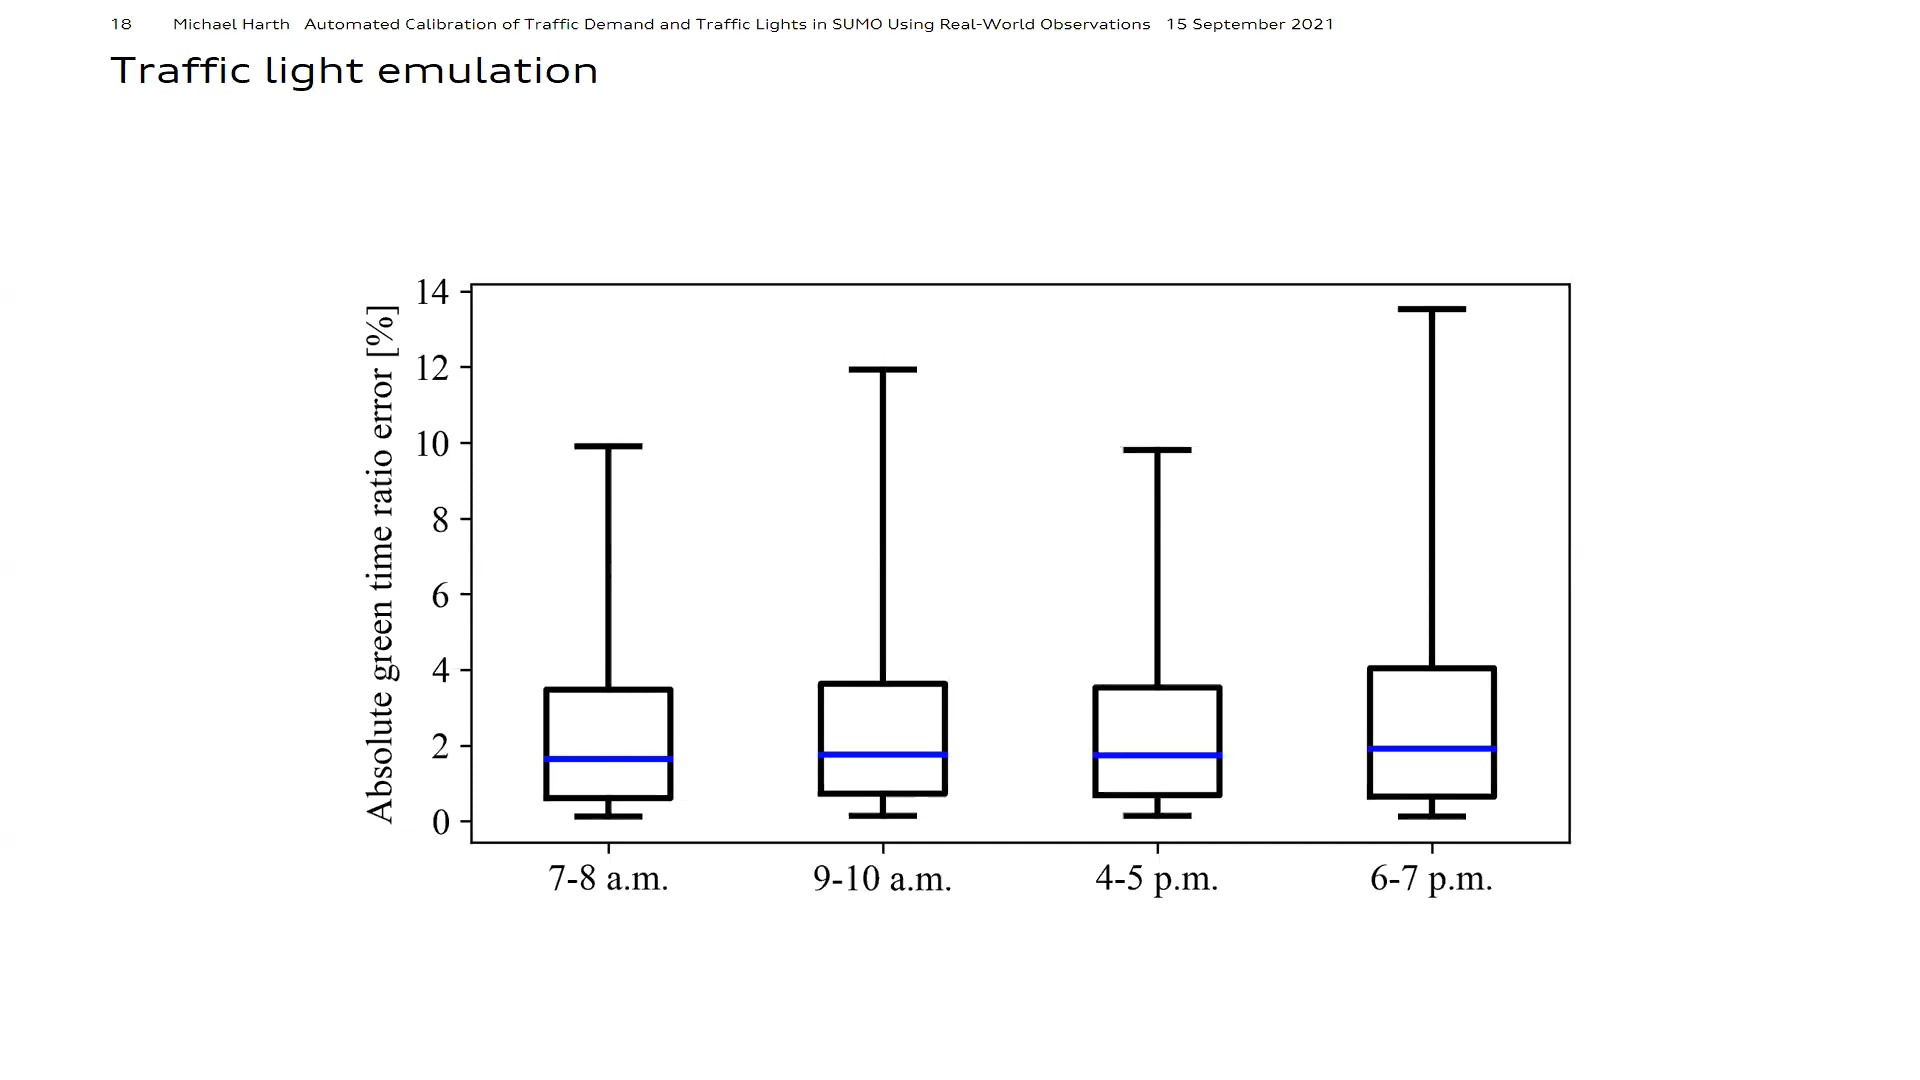 18 Michael Harth Automated Calibration of Traffic Demand and Traffic Lights in SUMO Using Real-World Observations 15 September 2021
Traffic light emulation
Absolute green time ratio error [%]
14
12
10
8
6
4
2
0
7-8 a.m. 9-10 a.m. 4-5 p.m. 6-7 p.m.